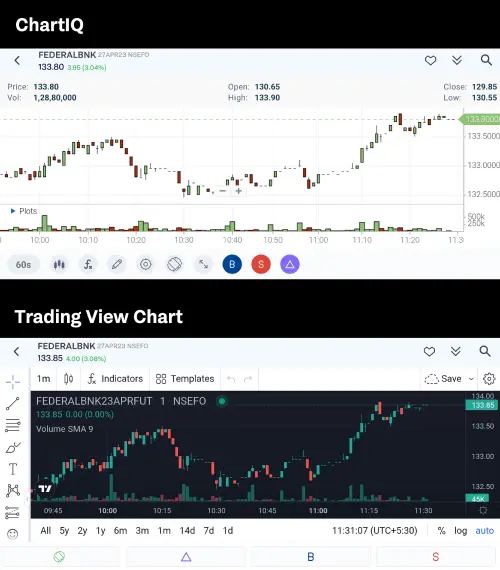 ChartIQ
FEDERALBNK 27APR23 NSEFO
133.80 3.95 (3.04%)
Price: 133.80 Open: 130.65 Close: 129.85
Vol: 1,28,80,000 High: 133.90 Low: 130.55
133.80000
133.5000
133.0000
132.5000
Plots
500K
250K
10:00 10:10 10:20 10:30 10:40 10:50 11:00 11:10 11:20 11:3
60s B S
Trading View Chart
FEDERALBNK 27APR23 NSEFO
133.85 4.00 (3.08%)
1m Indicators Templates Save
FEDERALBNK23APRFUT 1 NSEFO
133.85 0.00 (0.00%)
Volume SMA 9
134.00
133.85
133.50
133.00
132.50
45K
09:45 10:00 10:15 10:30 10:45 11:00 11:15 11:30
All 5y 2y 1y 6m 3m 1m 14d 7d 1d 11:31:07 (UTC+5:30) % log auto
B S